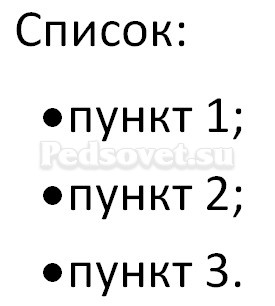 Список:
•пункт 1;
Pedsovet.su
•пункт 2;
•пункт 3.